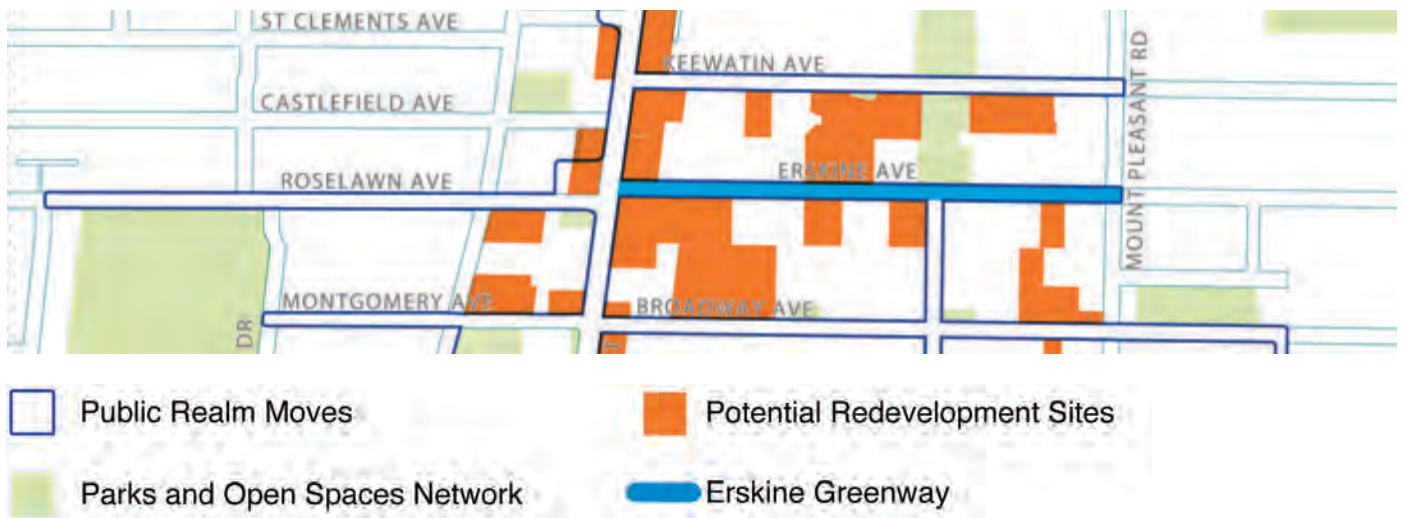 ST CLEMENTS AVE
KEEWATIN AVE
CASTLEFIELD AVE
MOUNT PLEASANT RD
ERSKINE AVE
ROSELAWN AVE
MONTGOMERY AVE
BROADWAY AVE
DR
Public Realm Moves
Potential Redevelopment Sites
Parks and Open Spaces Network
Erskine Greenway